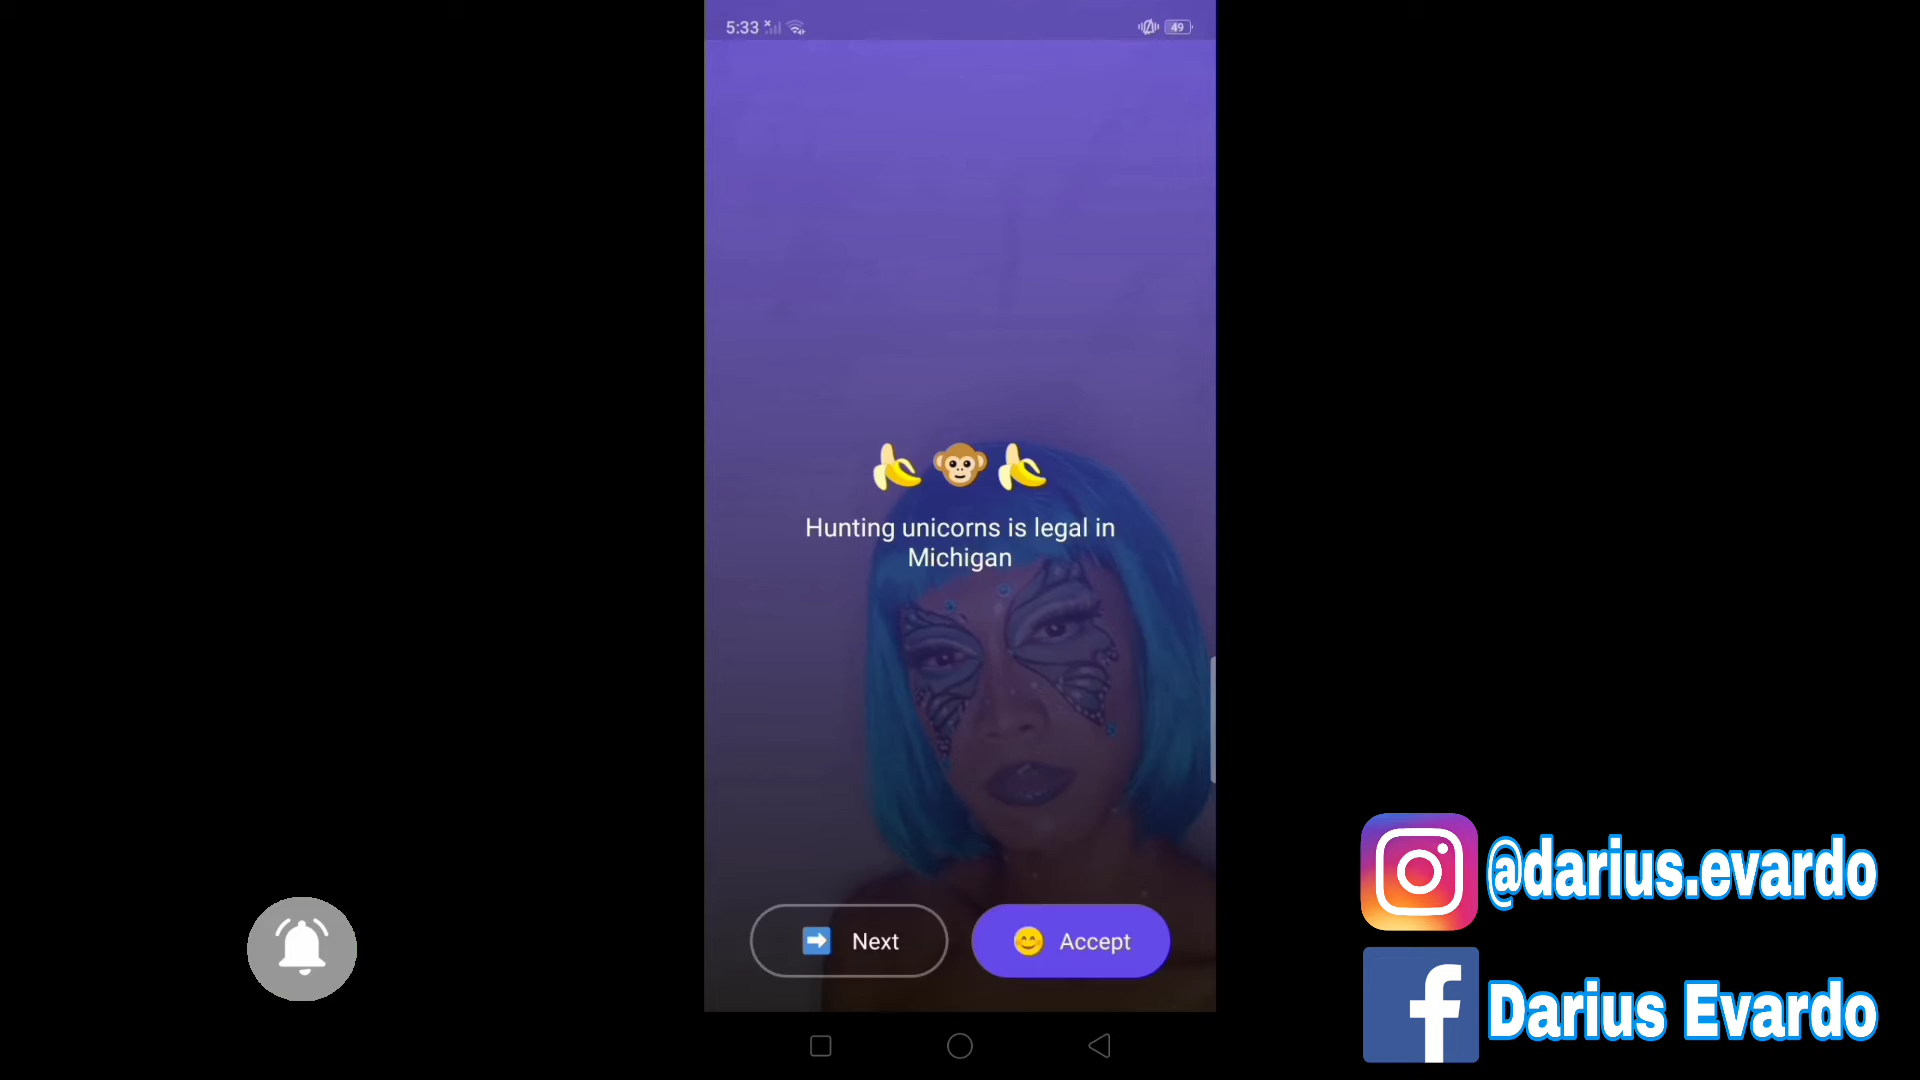 5:33
49
Hunting unicorns is legal in
Michigan
Next
Accept
@darius.evardo
Darius Evardo